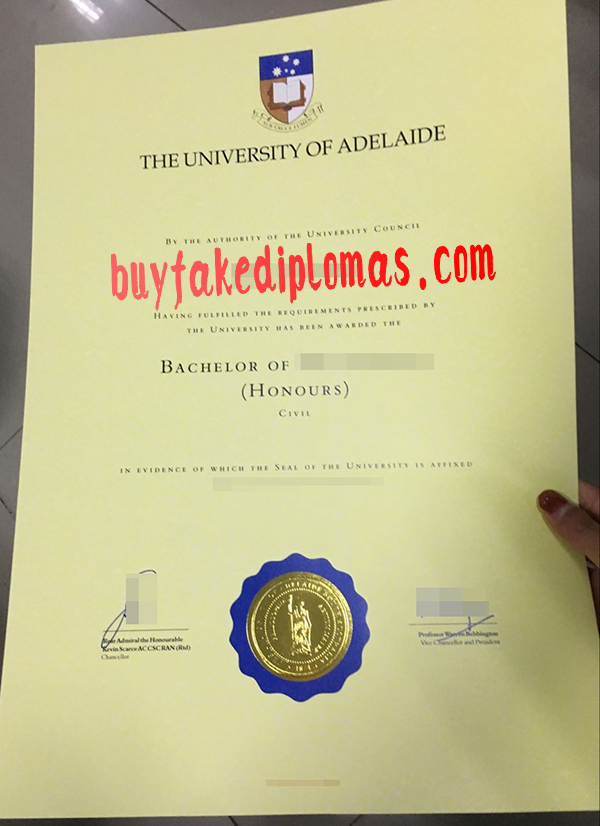 THE UNIVERSITY OF ADELAIDE
BY THE AUTHORITY OF THE UNIVERSITY COUNCIL
buyfakediplomas.com
HAVING FULFILLED THE REQUIREMENTS PRESCRIBED BY
THE UNIVERSITY HAS BEEN AWARDED THE
BACHELOR OF
(HONOURS)
CIVIL
IN EVIDENCE OF WHICH THE SEAL OF THE UNIVERSITY IS AFFIXED
Rear Admiral the Honourable
Kevin Scarce AC CSC RAN (Rtd)
Chancellor
Professor Warren Bebbington
Vice Chancellor and President